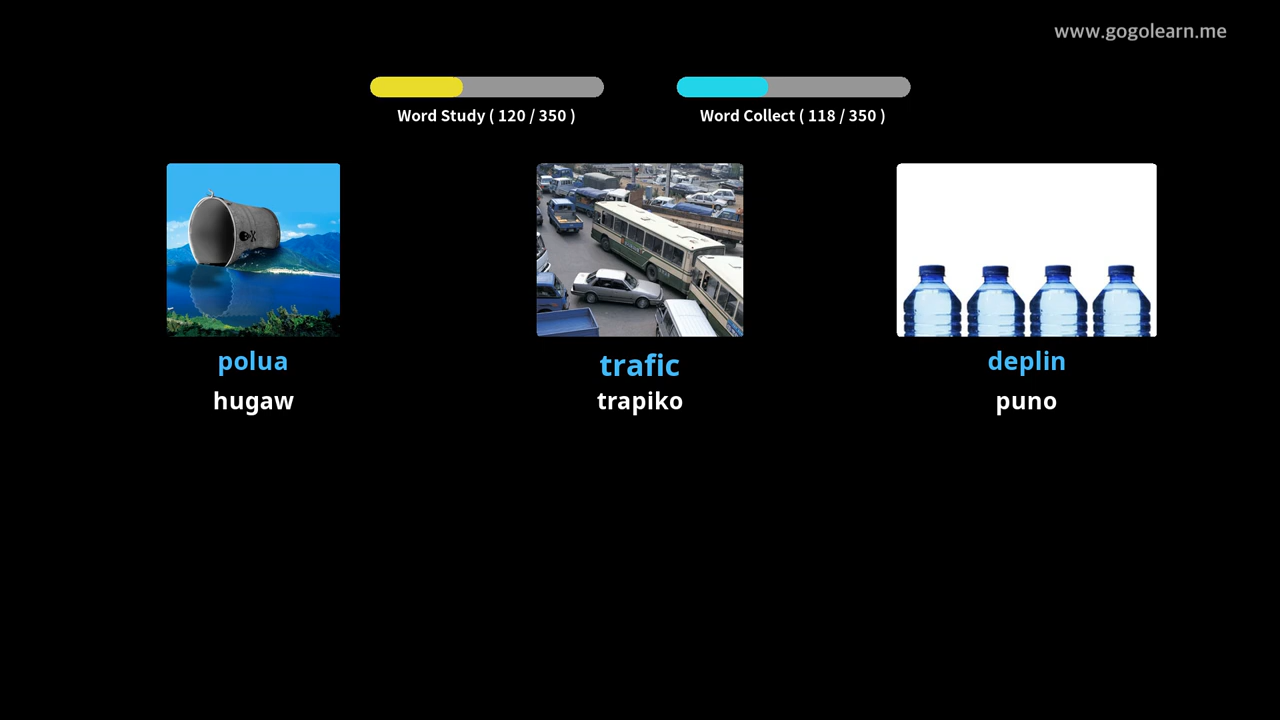 www.gogolearn.me
Word Study ( 120 / 350 )
Word Collect ( 118 / 350 )
polua
hugaw
trafic
trapiko
deplin
puno